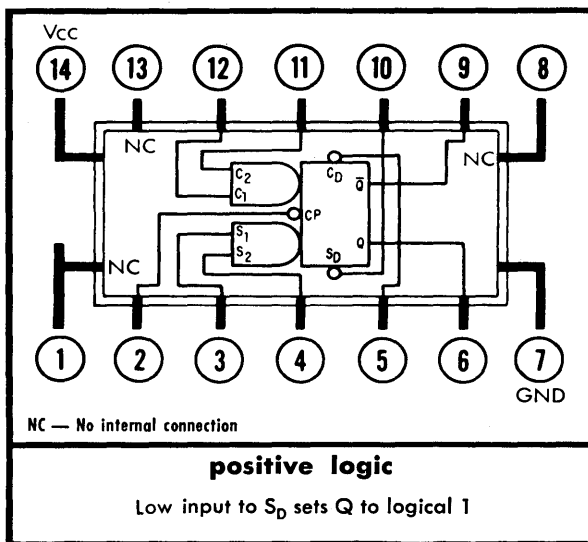 Vcc
14 13 12 11 10 9 8
NC
NC
C2
C1
CD
Q̅
CP
S1
S2
Q
SD
NC
1 2 3 4 5 6 7
GND
NC — No internal connection
positive logic
Low input to SD sets Q to logical 1